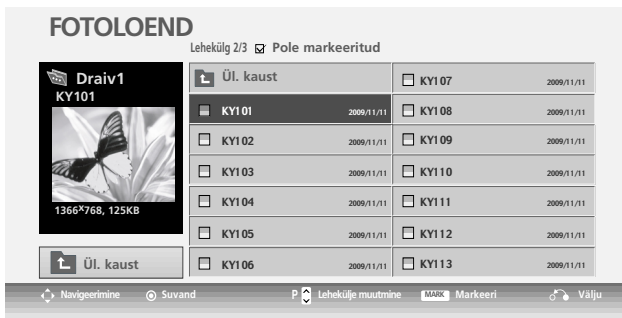 FOTOLOEND
Lehekülg 2/3 Pole markeeritud
Draiv1
KY101
1366x768, 125KB
Ül. kaust
Ül. kaust
KY101 2009/11/11
KY102 2009/11/11
KY103 2009/11/11
KY104 2009/11/11
KY105 2009/11/11
KY106 2009/11/11
KY107 2009/11/11
KY108 2009/11/11
KY109 2009/11/11
KY110 2009/11/11
KY111 2009/11/11
KY112 2009/11/11
KY113 2009/11/11
Navigeerimine Suvand P Lehekülje muutmine MARK Markeeri Välju